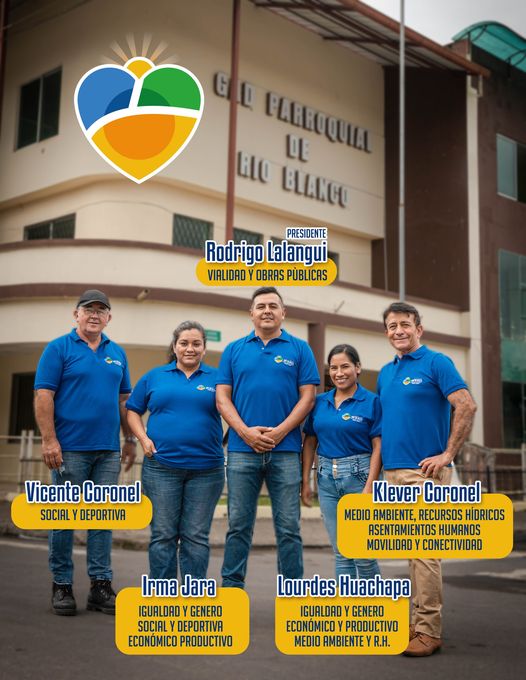 GAD PARROQUIAL
DE
RIO BLANCO
PRESIDENTE
Rodrigo Lalangui
VIALIDAD Y OBRAS PÚBLICAS
Vicente Coronel
SOCIAL Y DEPORTIVA
Klever Coronel
MEDIO AMBIENTE, RECURSOS HÍDRICOS
ASENTAMIENTOS HUMANOS
MOVILIDAD Y CONECTIVIDAD
Irma Jara
IGUALDAD Y GENERO
SOCIAL Y DEPORTIVA
ECONÓMICO PRODUCTIVO
Lourdes Huachapa
IGUALDAD Y GENERO
ECONÓMICO Y PRODUCTIVO
MEDIO AMBIENTE Y R.H.